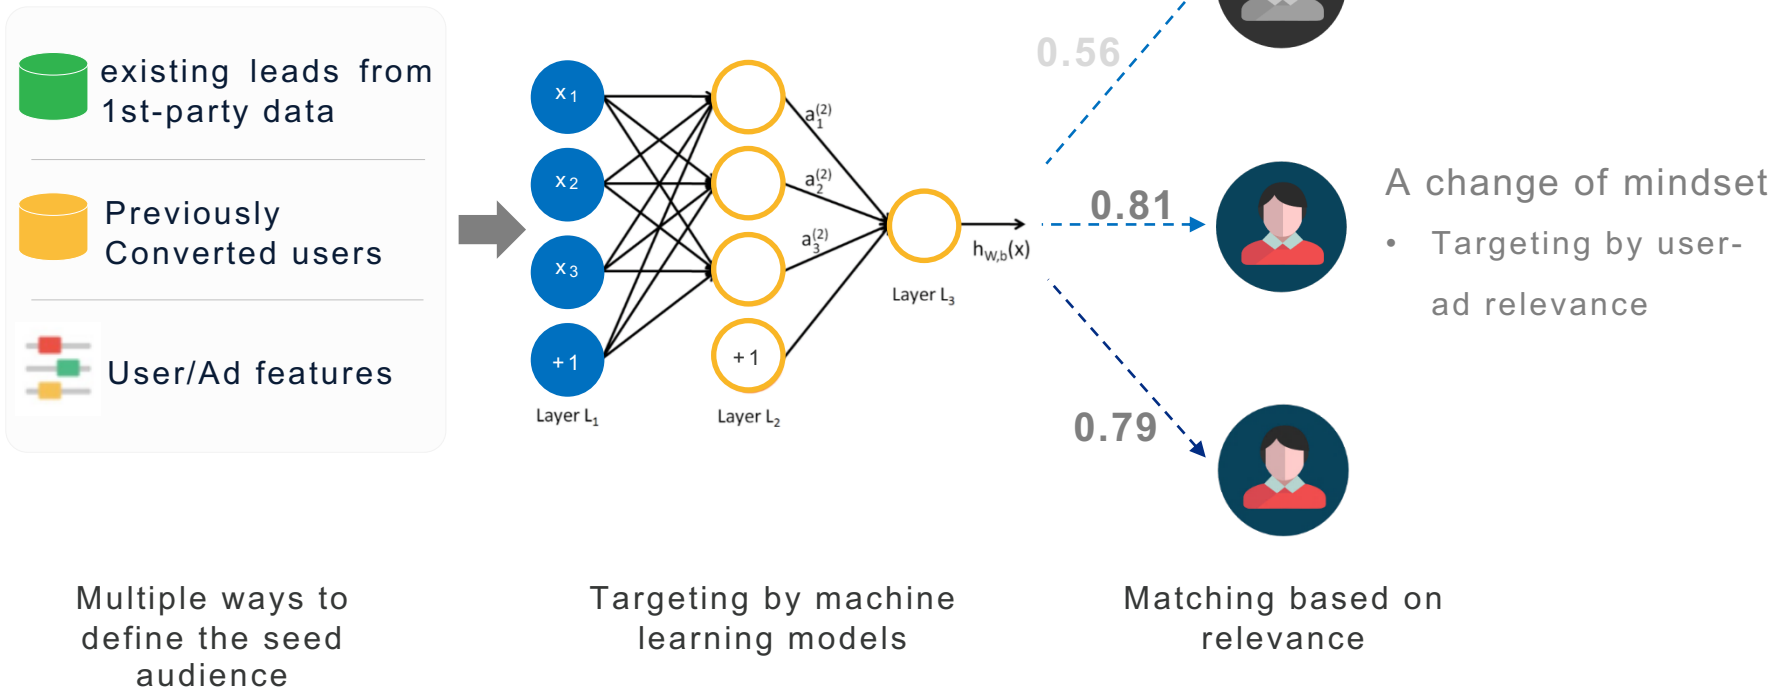 existing leads from
1st-party data
Previously
Converted users
User/Ad features
x1
x2
x3
+1
Layer L1
+1
Layer L2
a1(2)
a2(2)
a3(2)
Layer L3
hW,b(x)
0.56
0.81
0.79
A change of mindset
• Targeting by user-
ad relevance
Multiple ways to
define the seed
audience
Targeting by machine
learning models
Matching based on
relevance